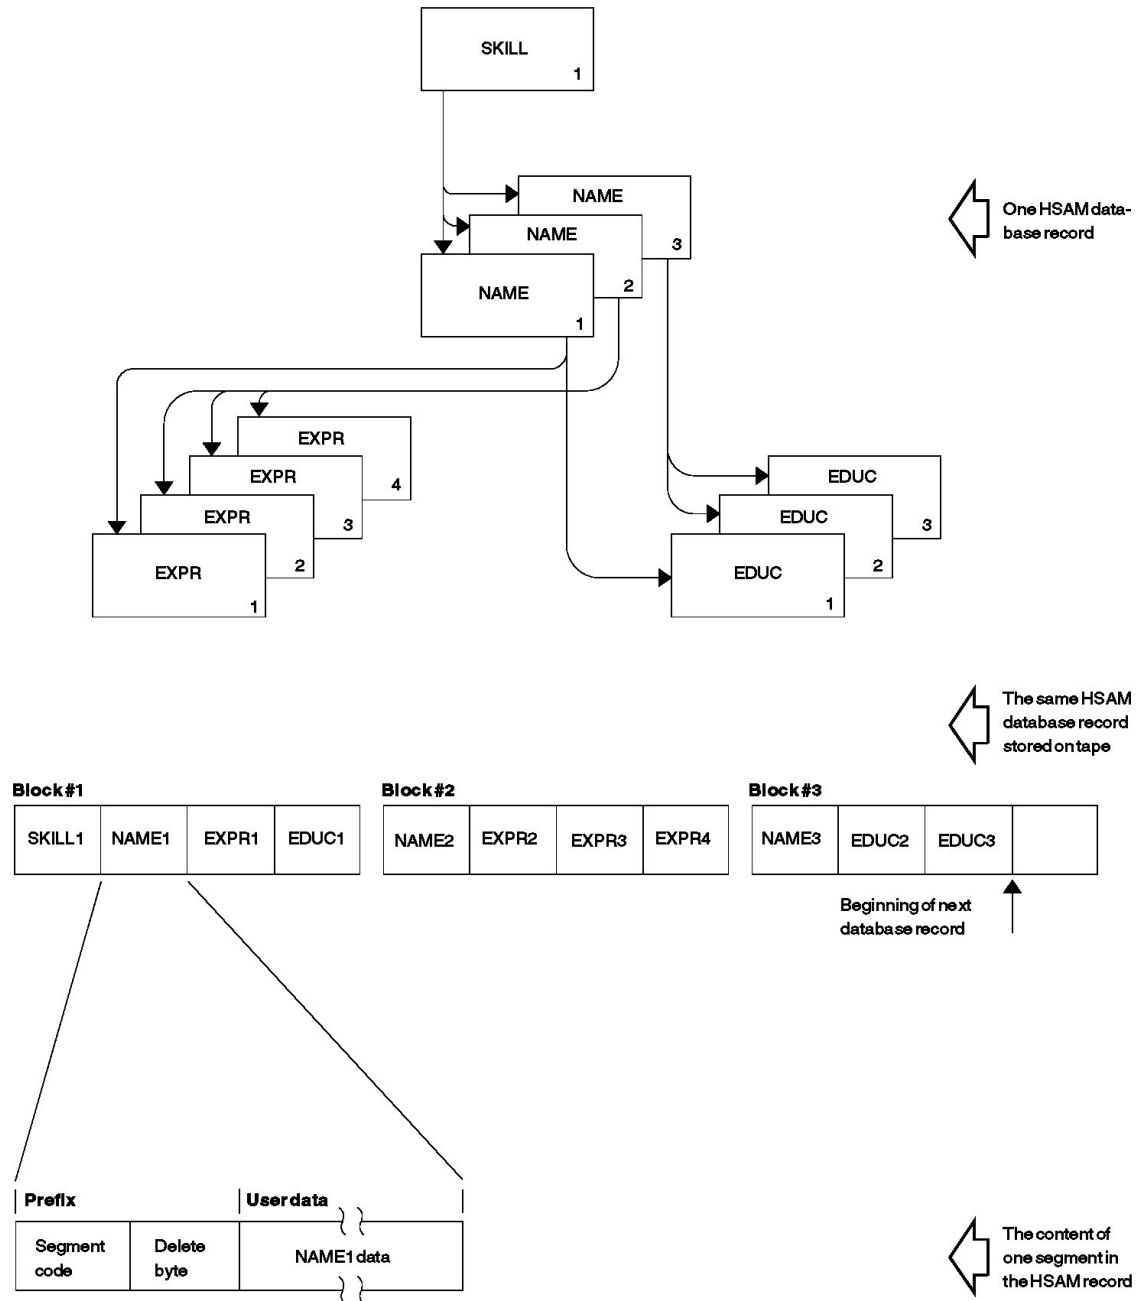 SKILL
1
NAME
3
NAME
2
NAME
1
One HSAM data-
base record
EXPR
4
EXPR
3
EXPR
2
EXPR
1
EDUC
3
EDUC
2
EDUC
1
The same HSAM
database record
stored on tape
Block #1
SKILL1 NAME1 EXPR1 EDUC1
Block #2
NAME2 EXPR2 EXPR3 EXPR4
Block #3
NAME3 EDUC2 EDUC3
Beginning of next
database record
Prefix
User data
Segment
code
Delete
byte
NAME1 data
The content of
one segment in
the HSAM record